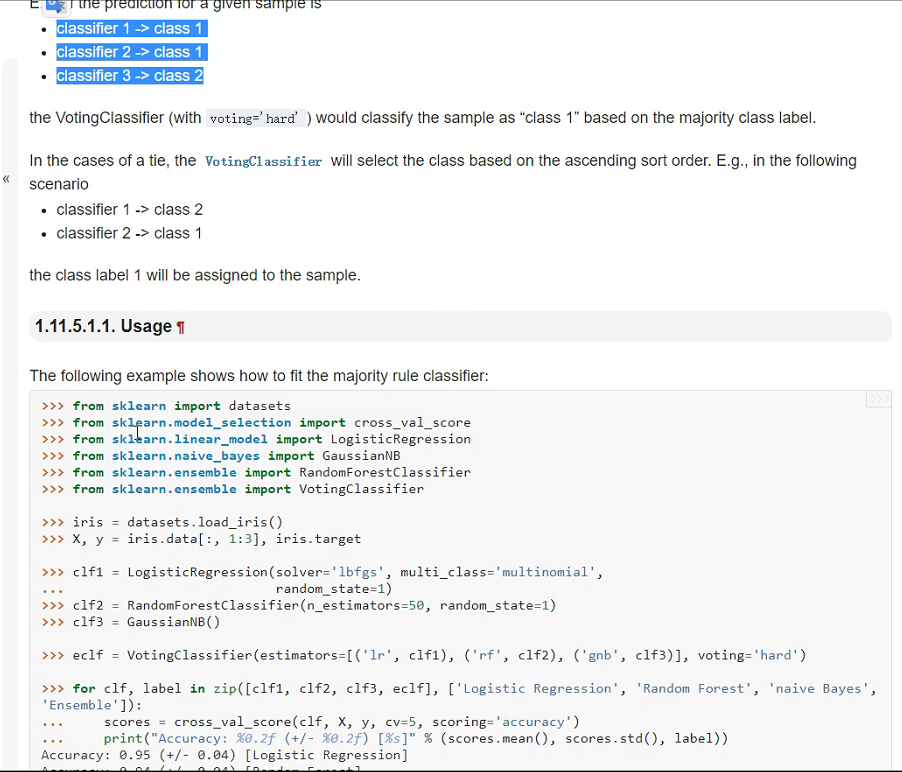 E the prediction for a given sample is
• classifier 1 -> class 1
• classifier 2 -> class 1
• classifier 3 -> class 2
the VotingClassifier (with voting='hard' ) would classify the sample as “class 1” based on the majority class label.
In the cases of a tie, the VotingClassifier will select the class based on the ascending sort order. E.g., in the following
scenario
«
• classifier 1 -> class 2
• classifier 2 -> class 1
the class label 1 will be assigned to the sample.
1.11.5.1.1. Usage ¶
The following example shows how to fit the majority rule classifier:
>>>
>>> from sklearn import datasets
>>> from sklearn.model_selection import cross_val_score
>>> from sklearn.linear_model import LogisticRegression
>>> from sklearn.naive_bayes import GaussianNB
>>> from sklearn.ensemble import RandomForestClassifier
>>> from sklearn.ensemble import VotingClassifier
>>> iris = datasets.load_iris()
>>> X, y = iris.data[:, 1:3], iris.target
>>> clf1 = LogisticRegression(solver='lbfgs', multi_class='multinomial',
... random_state=1)
>>> clf2 = RandomForestClassifier(n_estimators=50, random_state=1)
>>> clf3 = GaussianNB()
>>> eclf = VotingClassifier(estimators=[('lr', clf1), ('rf', clf2), ('gnb', clf3)], voting='hard')
>>> for clf, label in zip([clf1, clf2, clf3, eclf], ['Logistic Regression', 'Random Forest', 'naive Bayes',
'Ensemble']):
... scores = cross_val_score(clf, X, y, cv=5, scoring='accuracy')
... print("Accuracy: %0.2f (+/- %0.2f) [%s]" % (scores.mean(), scores.std(), label))
Accuracy: 0.95 (+/- 0.04) [Logistic Regression]
Accuracy: 0.94 (+/- 0.04) [Random Forest]